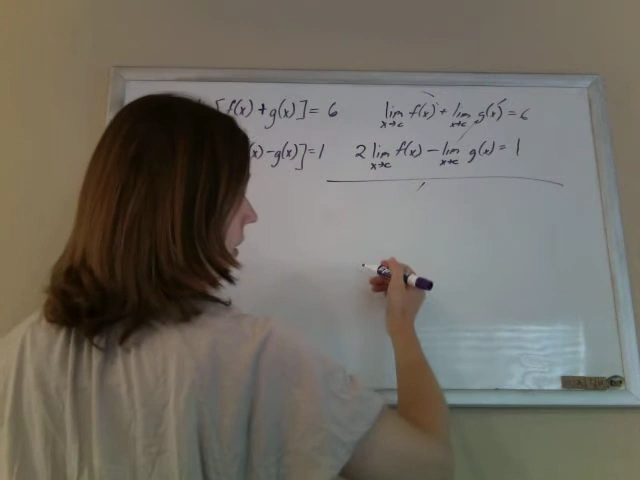 [f(x) + g(x)] = 6 lim x→c f(x) + lim x→c g(x) = 6
(x) - g(x)] = 1 2 lim x→c f(x) - lim x→c g(x) = 1